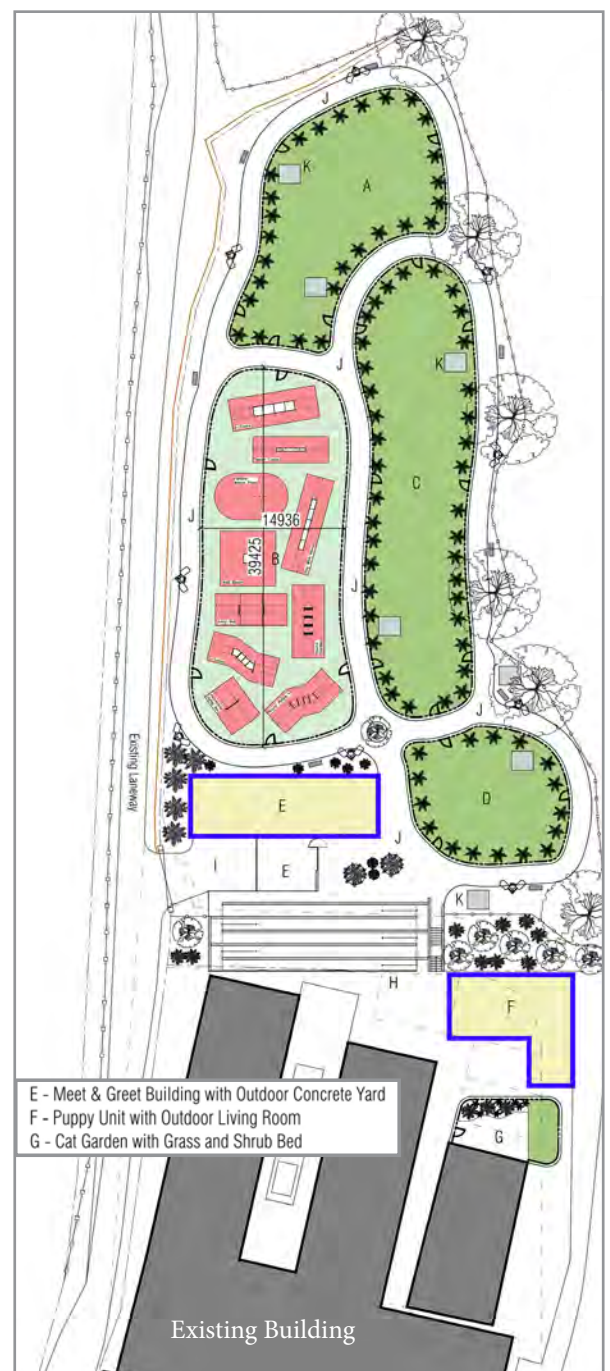 J
K
A
J
K
C
14936
39425
B
J
J
J
D
E
J
I
E
K
H
F
Existing Laneway
E - Meet & Greet Building with Outdoor Concrete Yard
F - Puppy Unit with Outdoor Living Room
G - Cat Garden with Grass and Shrub Bed
G
Existing Building